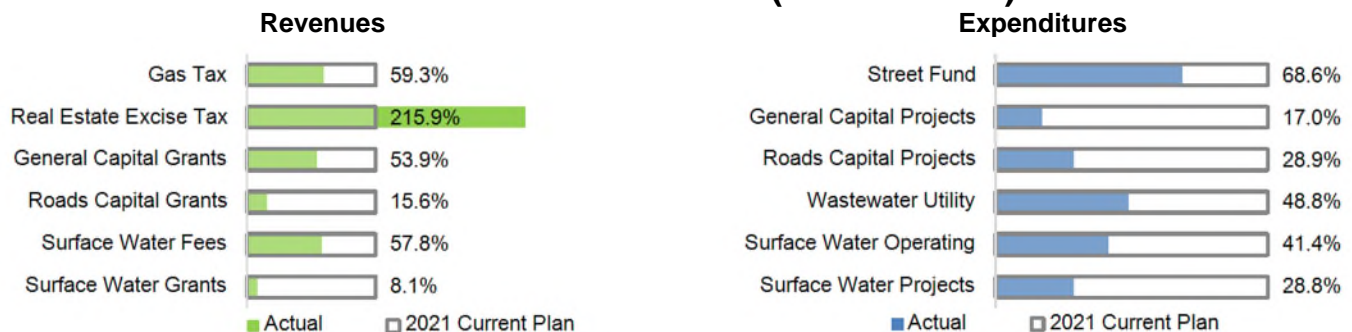 Revenues
Gas Tax 59.3%
Real Estate Excise Tax 215.9%
General Capital Grants 53.9%
Roads Capital Grants 15.6%
Surface Water Fees 57.8%
Surface Water Grants 8.1%
Actual 2021 Current Plan
Expenditures
Street Fund 68.6%
General Capital Projects 17.0%
Roads Capital Projects 28.9%
Wastewater Utility 48.8%
Surface Water Operating 41.4%
Surface Water Projects 28.8%
Actual 2021 Current Plan